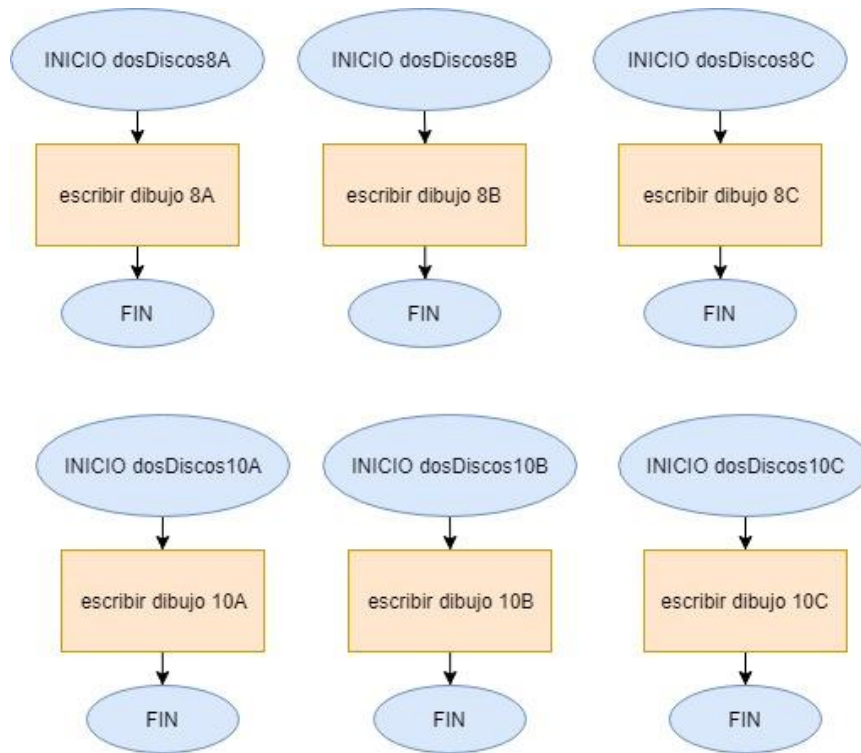 INICIO dosDiscos8A
INICIO dosDiscos8B
INICIO dosDiscos8C
escribir dibujo 8A
escribir dibujo 8B
escribir dibujo 8C
FIN
FIN
FIN
INICIO dosDiscos10A
INICIO dosDiscos10B
INICIO dosDiscos10C
escribir dibujo 10A
escribir dibujo 10B
escribir dibujo 10C
FIN
FIN
FIN